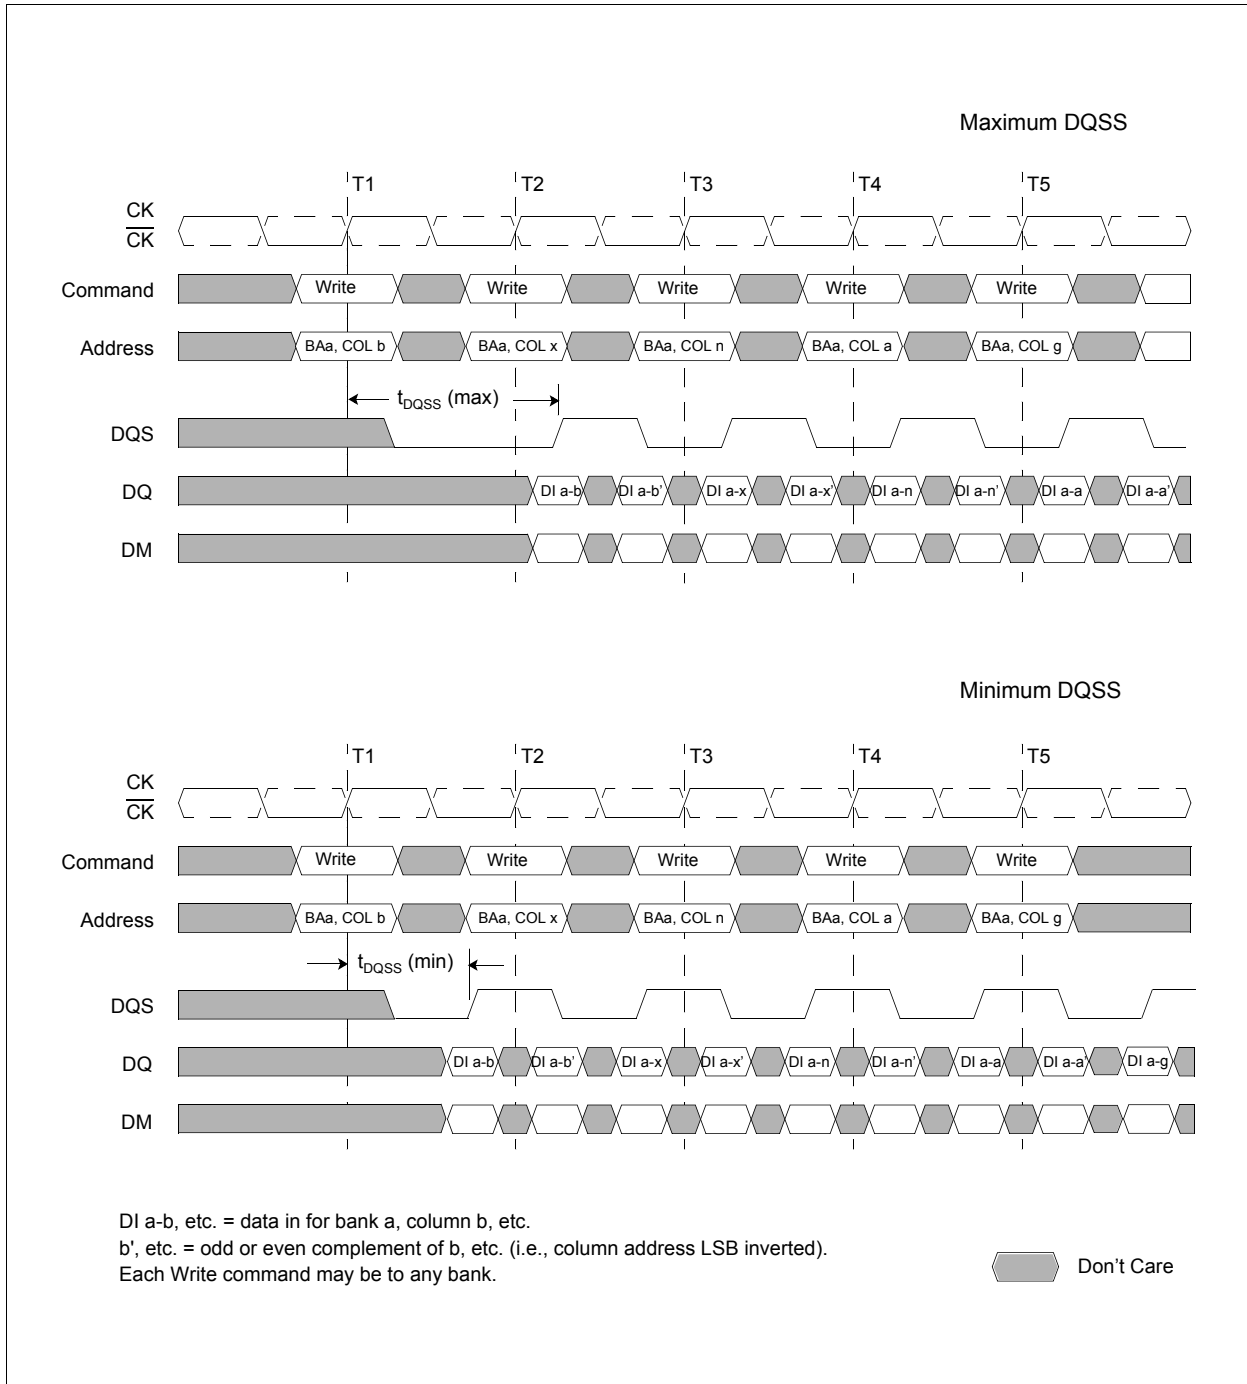 Maximum DQSS
T1 T2 T3 T4 T5
CK
CK
Command Write Write Write Write Write
Address BAa, COL b BAa, COL x BAa, COL n BAa, COL a BAa, COL g
tDQSS (max)
DQS
DQ DI a-b DI a-b' DI a-x DI a-x' DI a-n DI a-n' DI a-a DI a-a'
DM
Minimum DQSS
T1 T2 T3 T4 T5
CK
CK
Command Write Write Write Write Write
Address BAa, COL b BAa, COL x BAa, COL n BAa, COL a BAa, COL g
tDQSS (min)
DQS
DQ DI a-b DI a-b' DI a-x DI a-x' DI a-n DI a-n' DI a-a DI a-a' DI a-g
DM
DI a-b, etc. = data in for bank a, column b, etc.
b', etc. = odd or even complement of b, etc. (i.e., column address LSB inverted).
Each Write command may be to any bank.
Don't Care